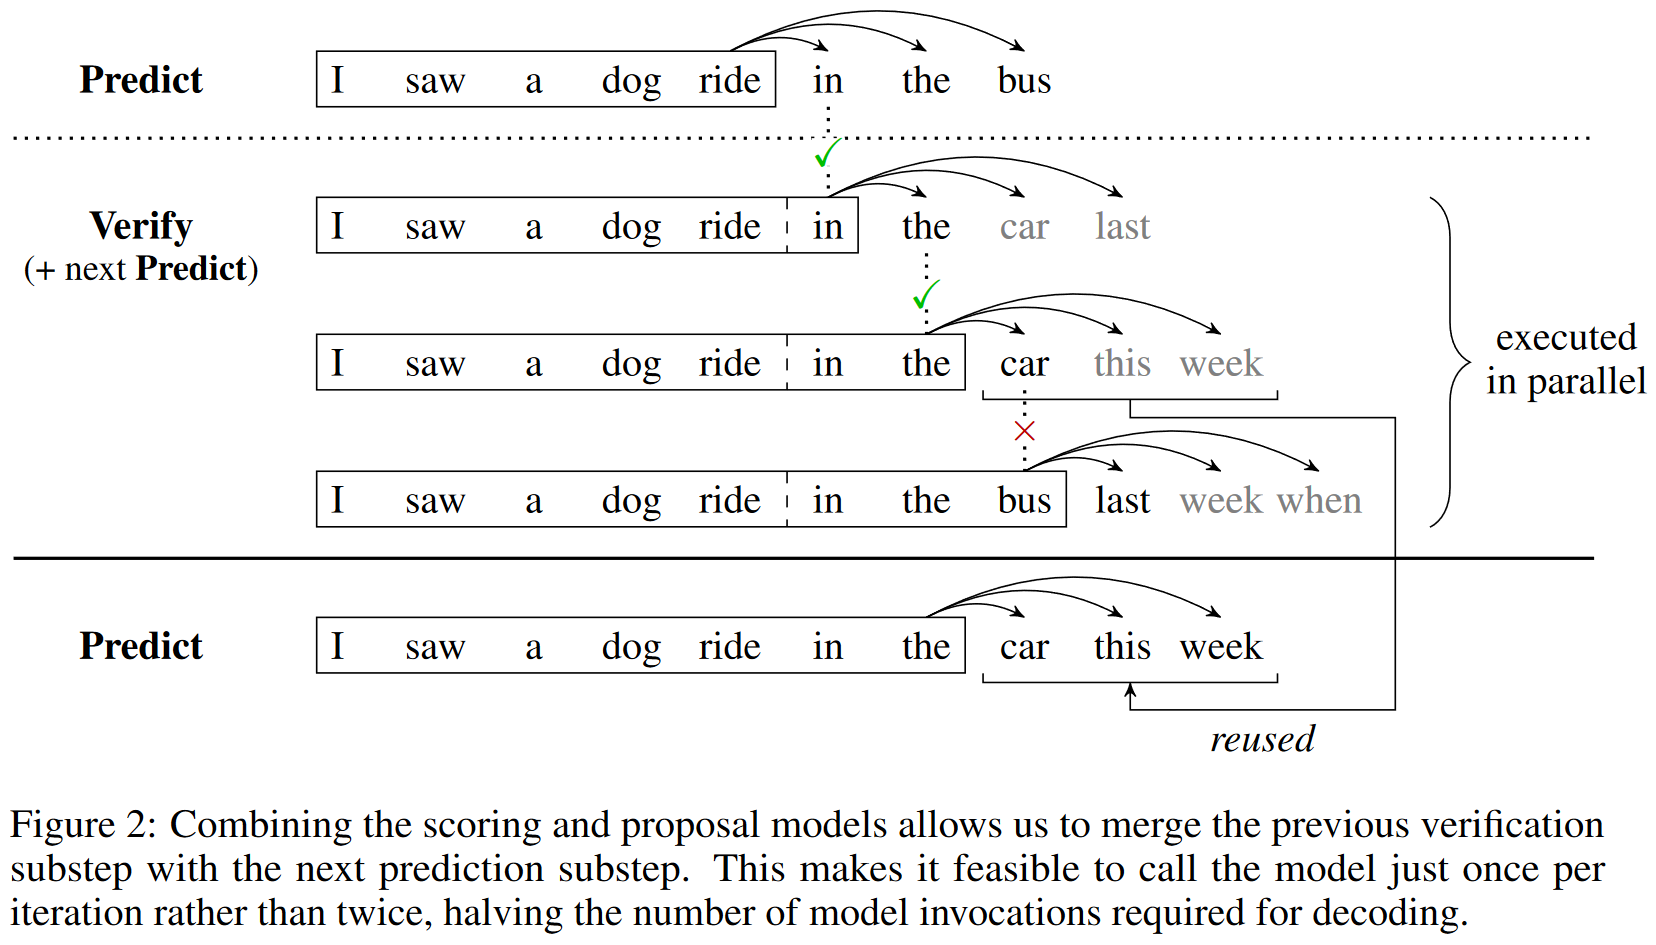 Predict I saw a dog ride in the bus
Verify I saw a dog ride in the car last
(+ next Predict)
I saw a dog ride in the car this week
executed
in parallel
I saw a dog ride in the bus last week when
Predict I saw a dog ride in the car this week
reused
Figure 2: Combining the scoring and proposal models allows us to merge the previous verification
substep with the next prediction substep. This makes it feasible to call the model just once per
iteration rather than twice, halving the number of model invocations required for decoding.